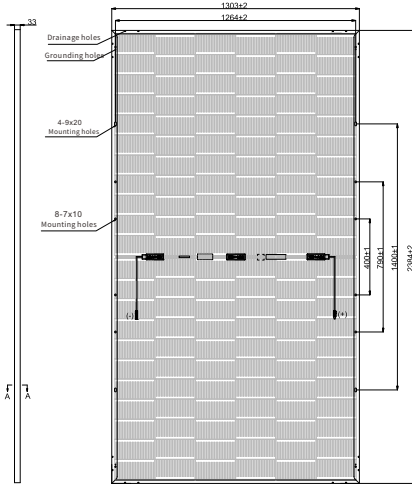 1303±2
33
1264±2
Drainage holes
Grounding holes
4-9x20
Mounting holes
8-7x10
Mounting holes
400±1
790±1
1400±1
2384±2
(-)
(+)
A
A